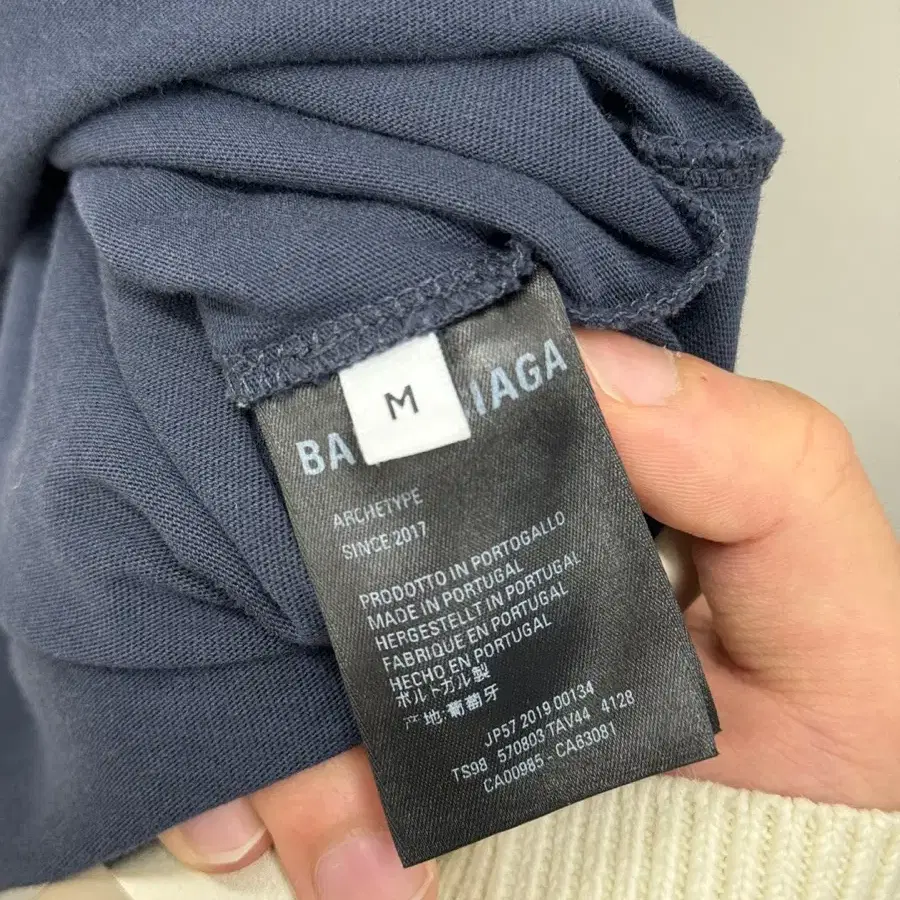 M
BA IAGA
ARCHETYPE
SINCE 2017
PRODOTTO IN PORTOGALLO
MADE IN PORTUGAL
HERGESTELLT IN PORTUGAL
FABRIQUE EN PORTUGAL
HECHO EN PORTUGAL
ポルトガル製
产地:葡萄牙
JP57 2019 00134
TS98 570803 TAV44 4128
CA00985 - CA63081